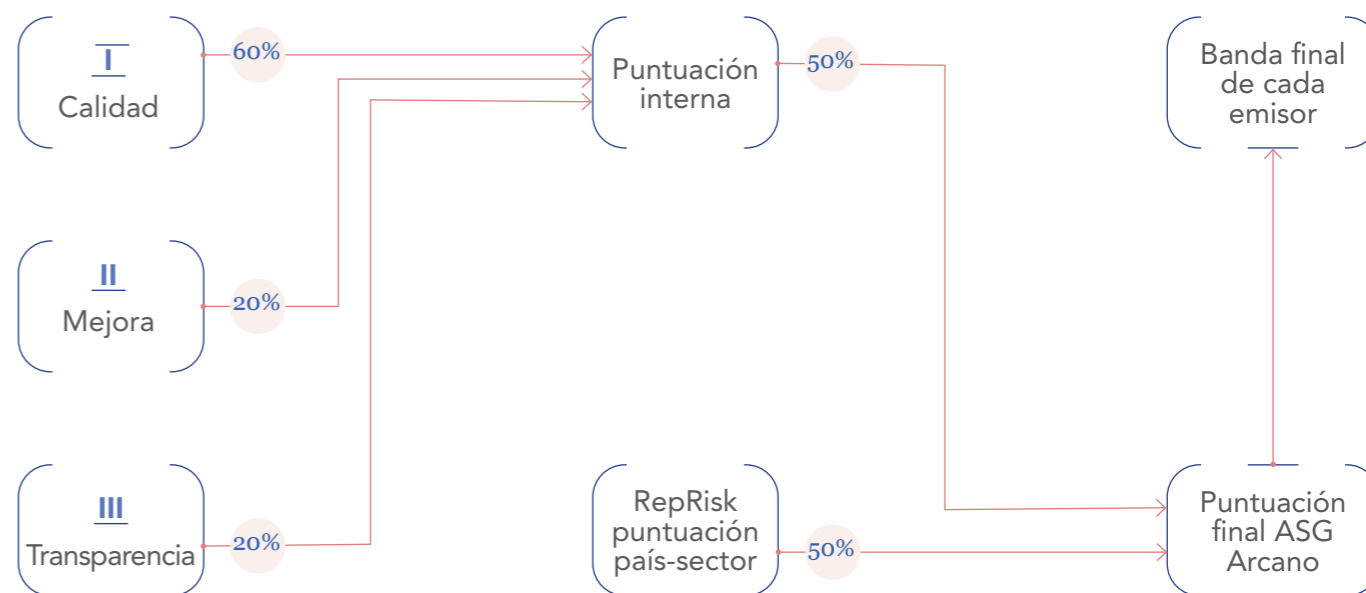 I
Calidad
60%
Puntuación
interna
50%
Banda final
de cada
emisor
II
Mejora
20%
III
Transparencia
20%
RepRisk
puntuación
país-sector
50%
Puntuación
final ASG
Arcano